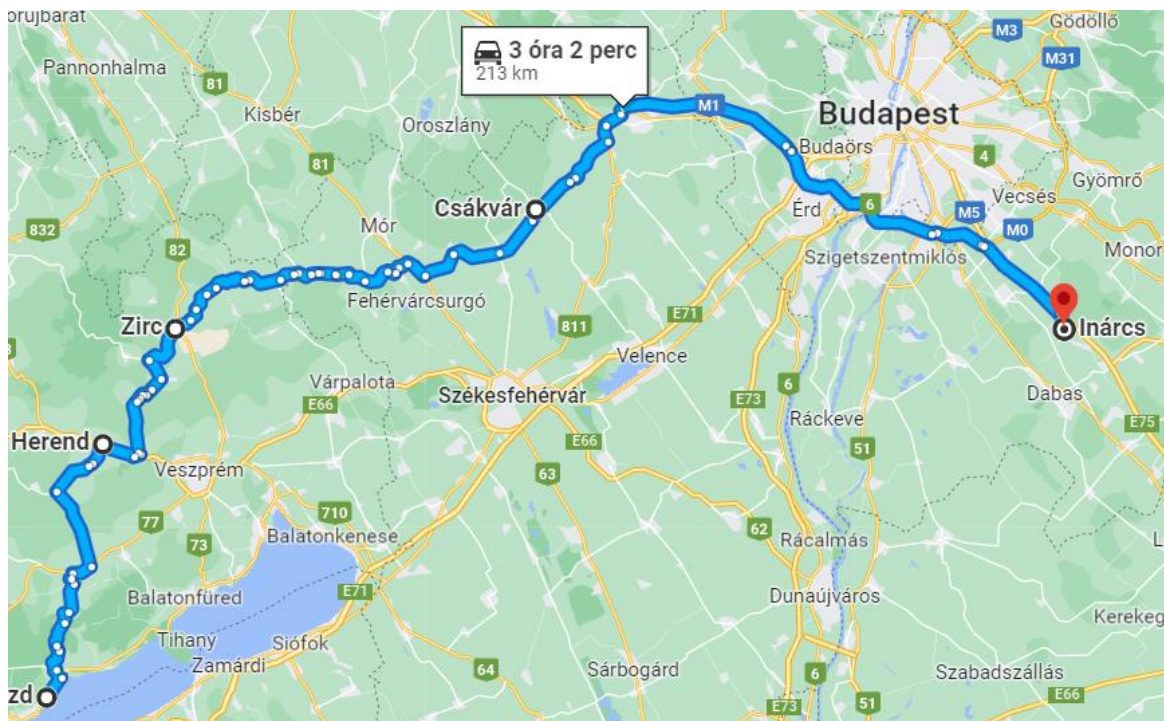 orujbarát
Gödöllő
Pannonhalma
81
3 óra 2 perc
213 km
M3
M31
Kisbér
Oroszlány
M1
Budapest
Budaörs
4
Vecsés
Gyömrő
81
Csákvár
Érd
6
M5
832
82
Mór
M0
Szigetszentmiklós
Monor
Fehérvárcsurgó
E71
Zirc
811
Inárcs
Velence
Várpalota
Székesfehérvár
6
E66
E73
Ráckeve
Dabas
Herend
E66
51
E75
Veszprém
63
77
710
62
73
Balatonkenese
Rácalmás
E71
Dunaújváros
Balatonfüred
Kerekeg
Tihany
Siófok
Zamárdi
64
Sárbogárd
6
Szabadszállás
zd
E66
E73
51